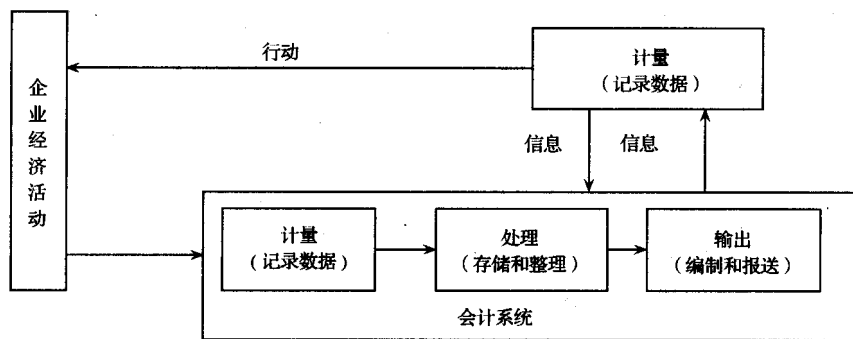 行动
计量
（记录数据）
企业经济活动
信息
信息
计量
（记录数据）
处理
（存储和整理）
输出
（编制和报送）
会计系统